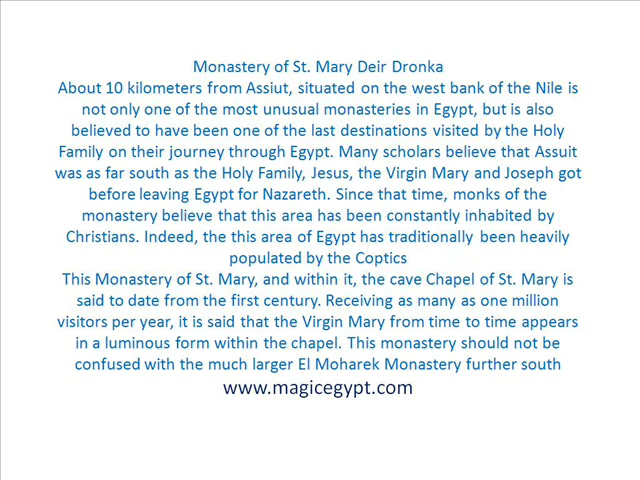 Monastery of St. Mary Deir Dronka
About 10 kilometers from Assiut, situated on the west bank of the Nile is
not only one of the most unusual monasteries in Egypt, but is also
believed to have been one of the last destinations visited by the Holy
Family on their journey through Egypt. Many scholars believe that Assuit
was as far south as the Holy Family, Jesus, the Virgin Mary and Joseph got
before leaving Egypt for Nazareth. Since that time, monks of the
monastery believe that this area has been constantly inhabited by
Christians. Indeed, the this area of Egypt has traditionally been heavily
populated by the Coptics
This Monastery of St. Mary, and within it, the cave Chapel of St. Mary is
said to date from the first century. Receiving as many as one million
visitors per year, it is said that the Virgin Mary from time to time appears
in a luminous form within the chapel. This monastery should not be
confused with the much larger El Moharek Monastery further south
www.magicegypt.com